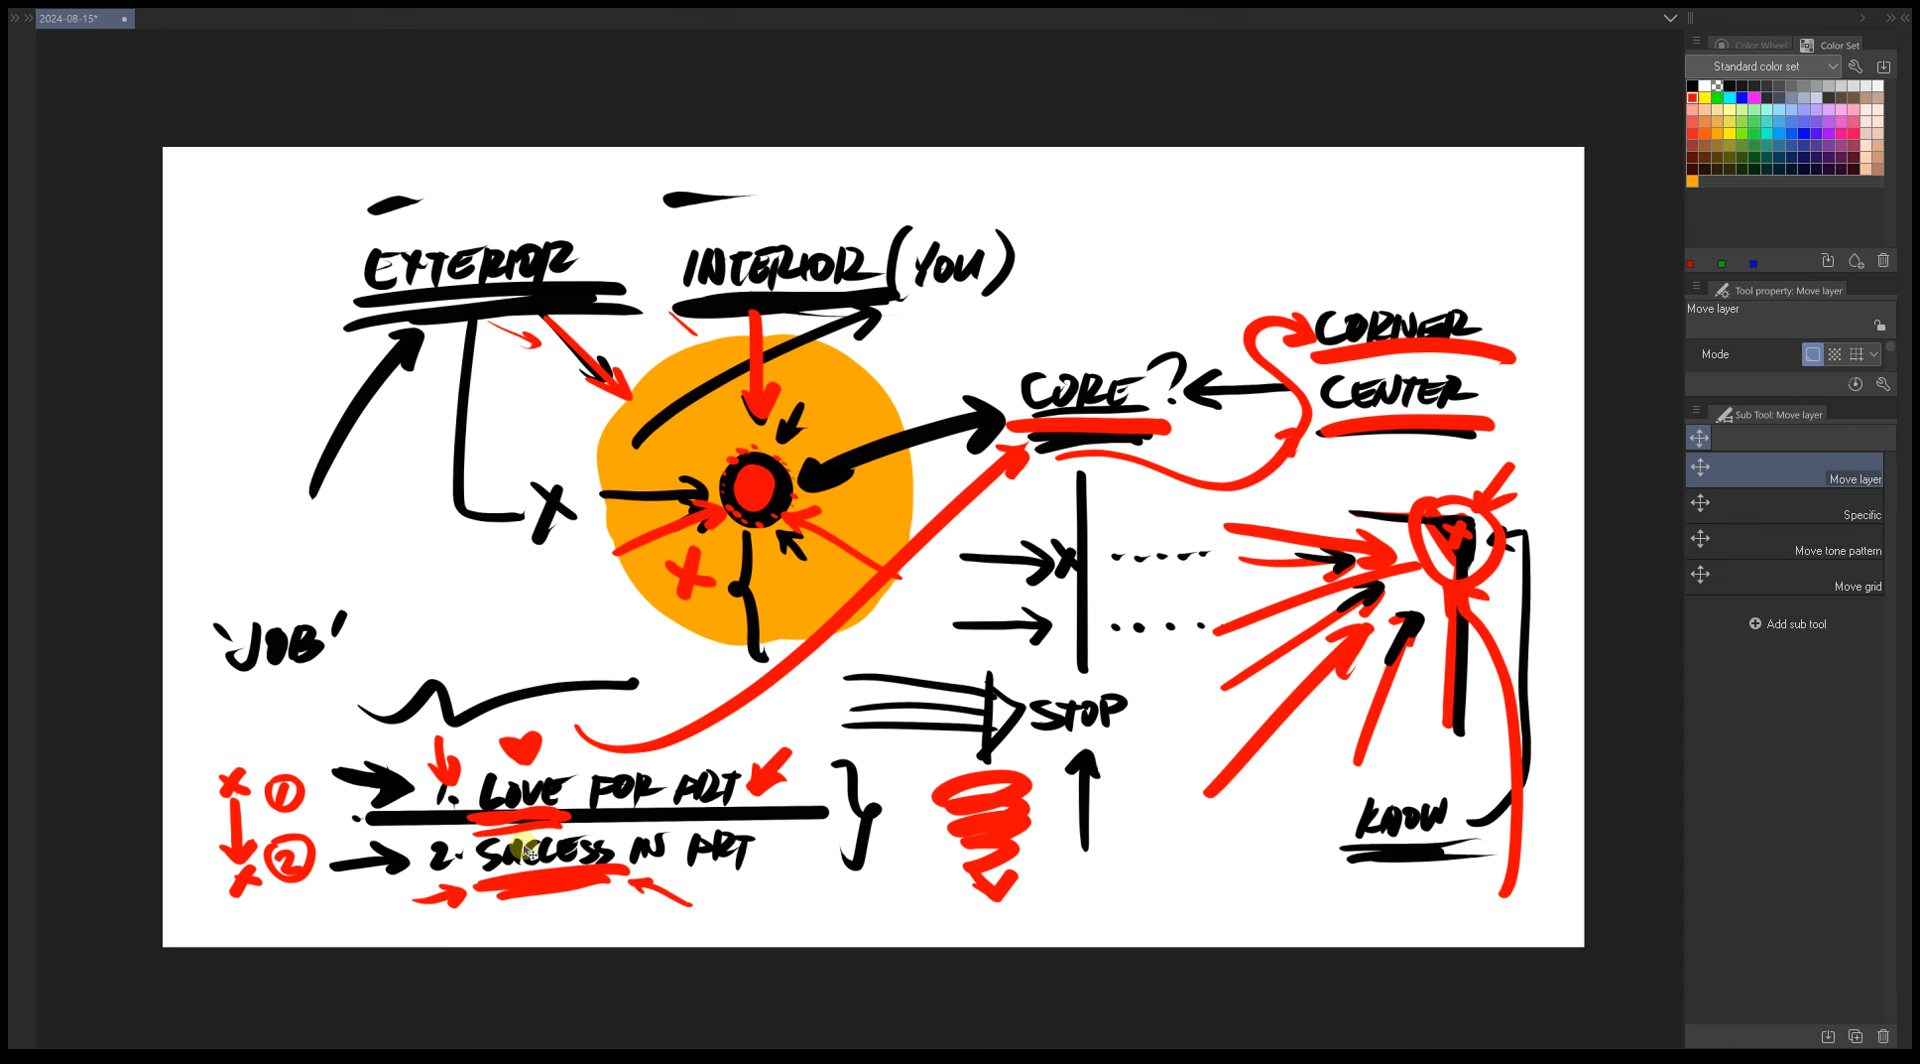 2024-08-15*
Color Wheel
Color Set
Standard color set
EXTERIOR
INTERIOR (YOU)
CORNER
CORE?
CENTER
'JOB'
X
X
X
STOP
1. LOVE FOR ART
2. SUCCESS IN ART
X 1
X 2
KNOW
Tool property: Move layer
Move layer
Mode
Sub Tool: Move layer
Move layer
Specific
Move tone pattern
Move grid
Add sub tool